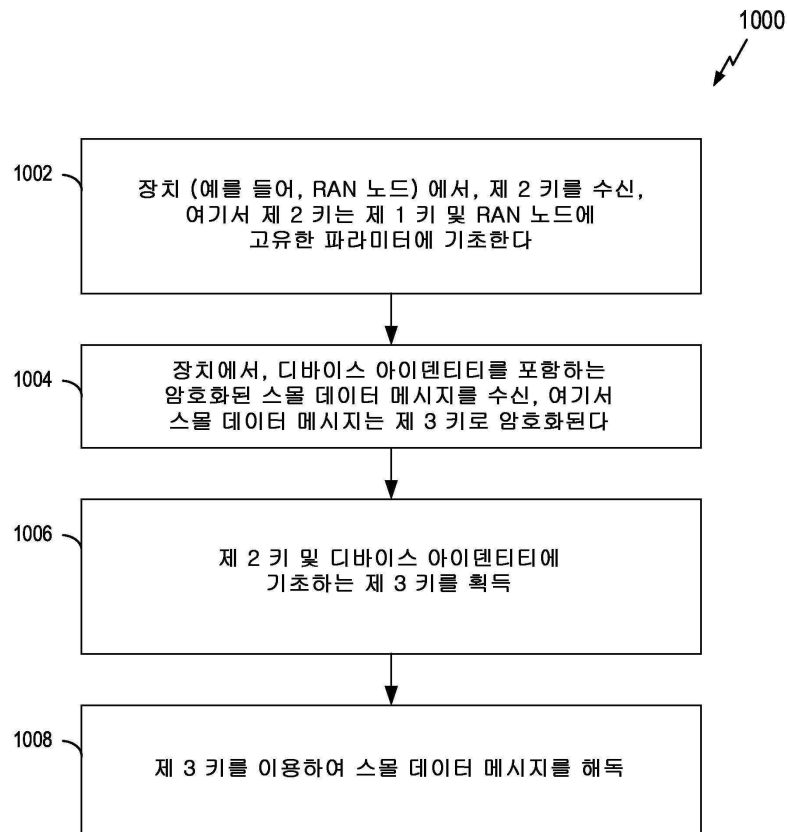 1000
1002
장치 (예를 들어, RAN 노드) 에서, 제 2 키를 수신,
여기서 제 2 키는 제 1 키 및 RAN 노드에
고유한 파라미터에 기초한다
1004
장치에서, 디바이스 아이덴티티를 포함하는
암호화된 스몰 데이터 메시지를 수신, 여기서
스몰 데이터 메시지는 제 3 키로 암호화된다
1006
제 2 키 및 디바이스 아이덴티티에
기초하는 제 3 키를 획득
1008
제 3 키를 이용하여 스몰 데이터 메시지를 해독